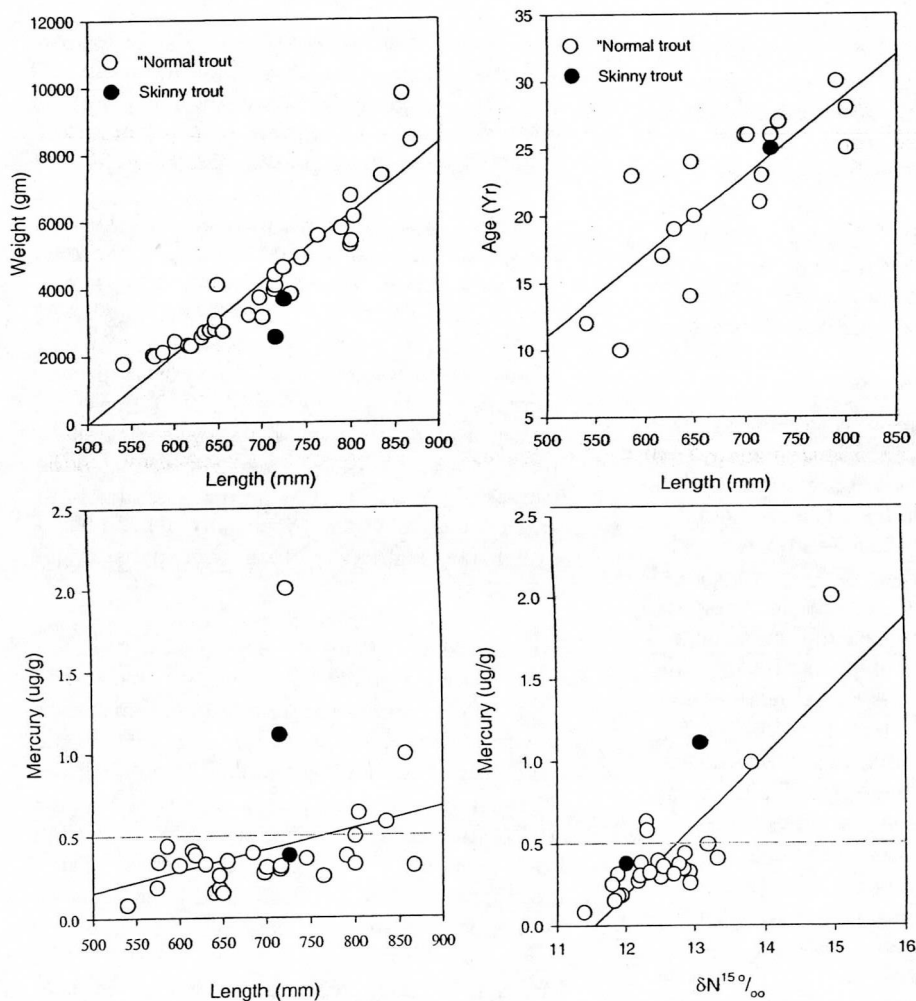 12000
10000
8000
6000
4000
2000
0
Weight (gm)
"Normal trout
Skinny trout
500 550 600 650 700 750 800 850 900
Length (mm)
35
30
25
20
15
10
5
Age (Yr)
"Normal trout
Skinny trout
500 550 600 650 700 750 800 850
Length (mm)
2.5
2.0
1.5
1.0
0.5
0.0
Mercury (ug/g)
500 550 600 650 700 750 800 850 900
Length (mm)
2.5
2.0
1.5
1.0
0.5
0.0
Mercury (ug/g)
11 12 13 14 15 16
δN¹⁵ º/₀₀